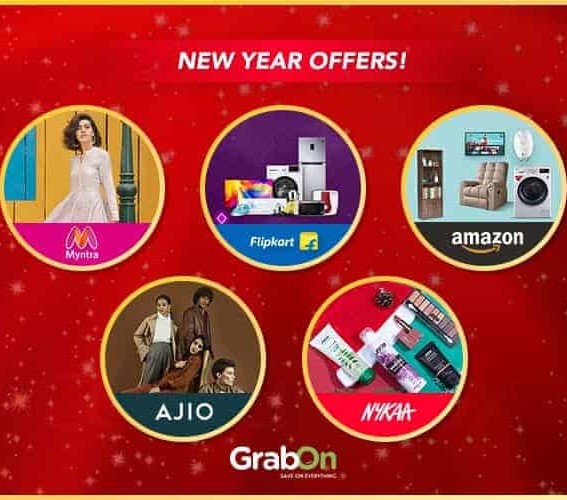 NEW YEAR OFFERS!
Myntra
Flipkart
amazon
AJIO
NYKAA
GrabOn
SAVE ON EVERYTHING